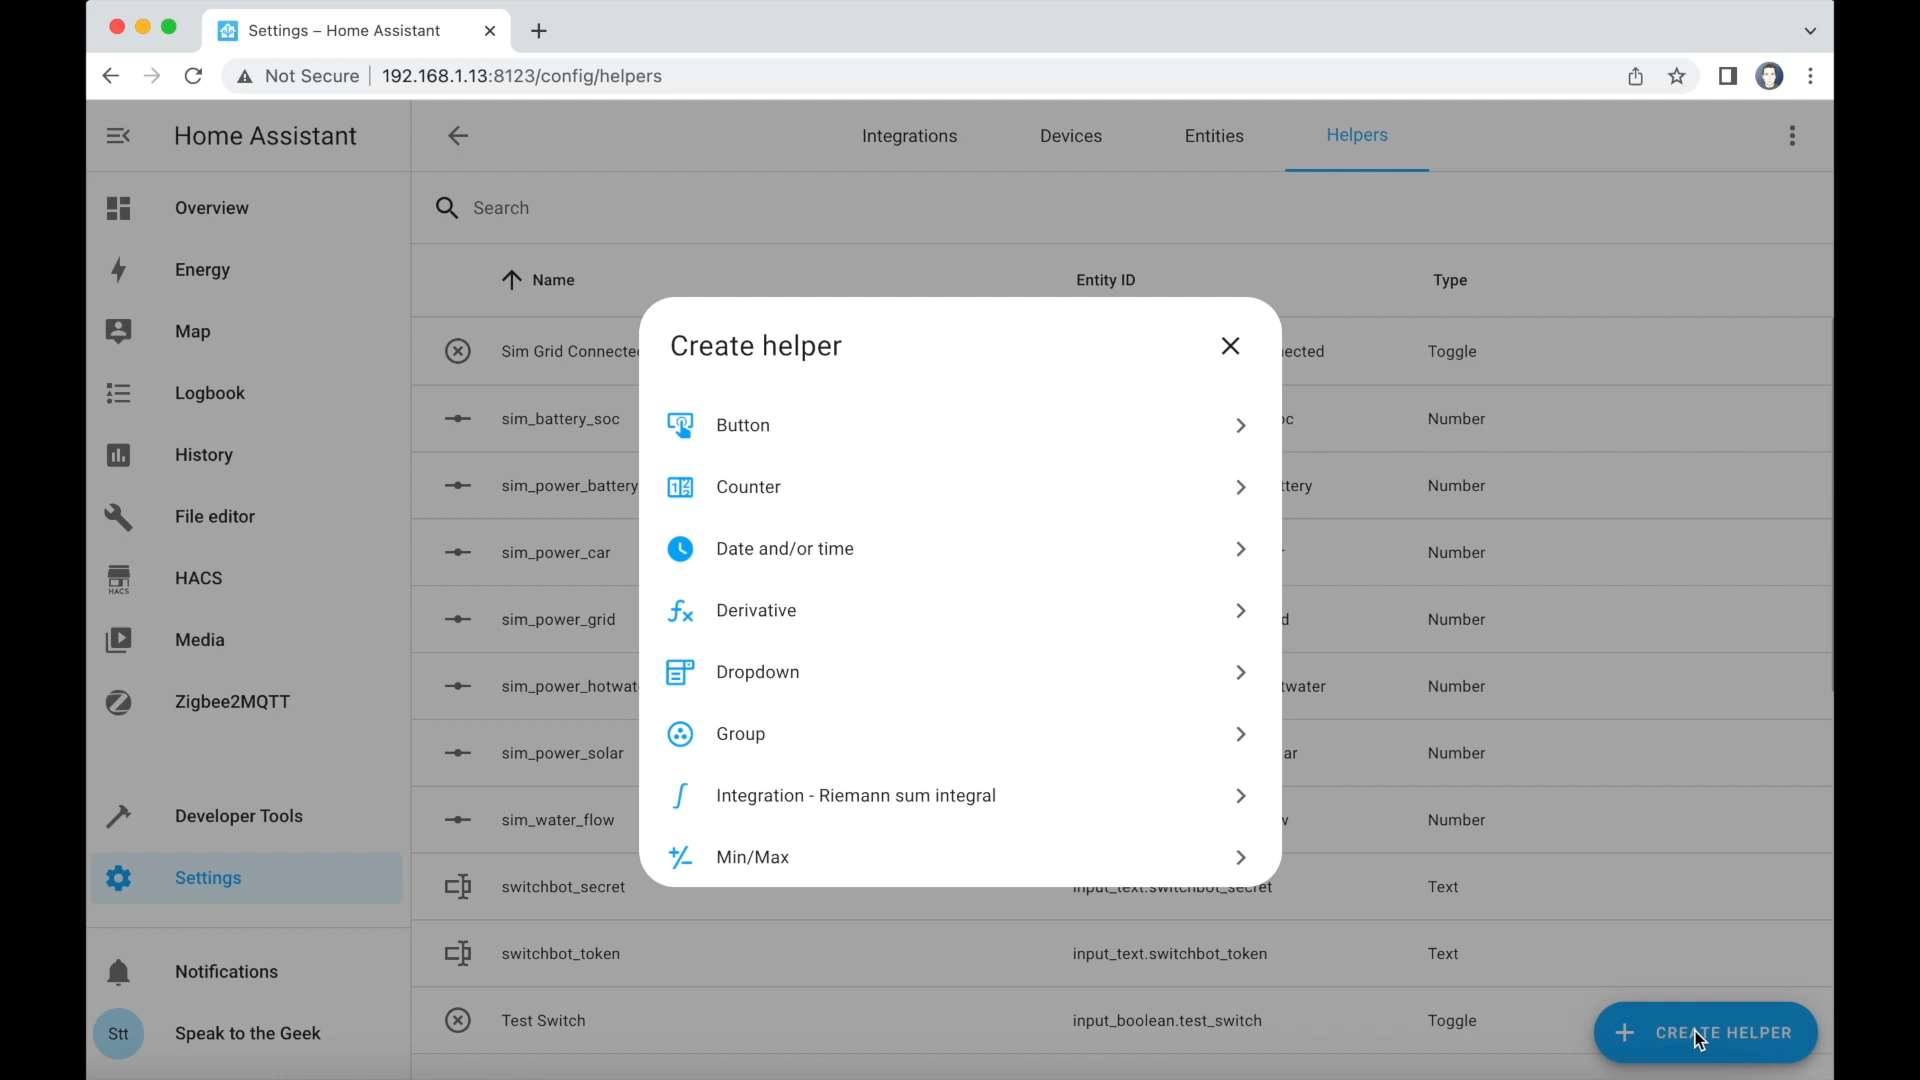 Settings – Home Assistant
Not Secure 192.168.1.13:8123/config/helpers
Home Assistant
Integrations Devices Entities Helpers
Overview
Energy
Map
Logbook
History
File editor
HACS
HACS
Media
Zigbee2MQTT
Developer Tools
Settings
Notifications
Stt Speak to the Geek
Search
Name Entity ID Type
Sim Grid Connected ected Toggle
sim_battery_soc oc Number
sim_power_battery ttery Number
sim_power_car r Number
sim_power_grid d Number
sim_power_hotwat twater Number
sim_power_solar ar Number
sim_water_flow w Number
switchbot_secret input_text.switchbot_secret Text
switchbot_token input_text.switchbot_token Text
Test Switch input_boolean.test_switch Toggle
Create helper
Button
Counter
Date and/or time
Derivative
Dropdown
Group
Integration - Riemann sum integral
Min/Max
CREATE HELPER